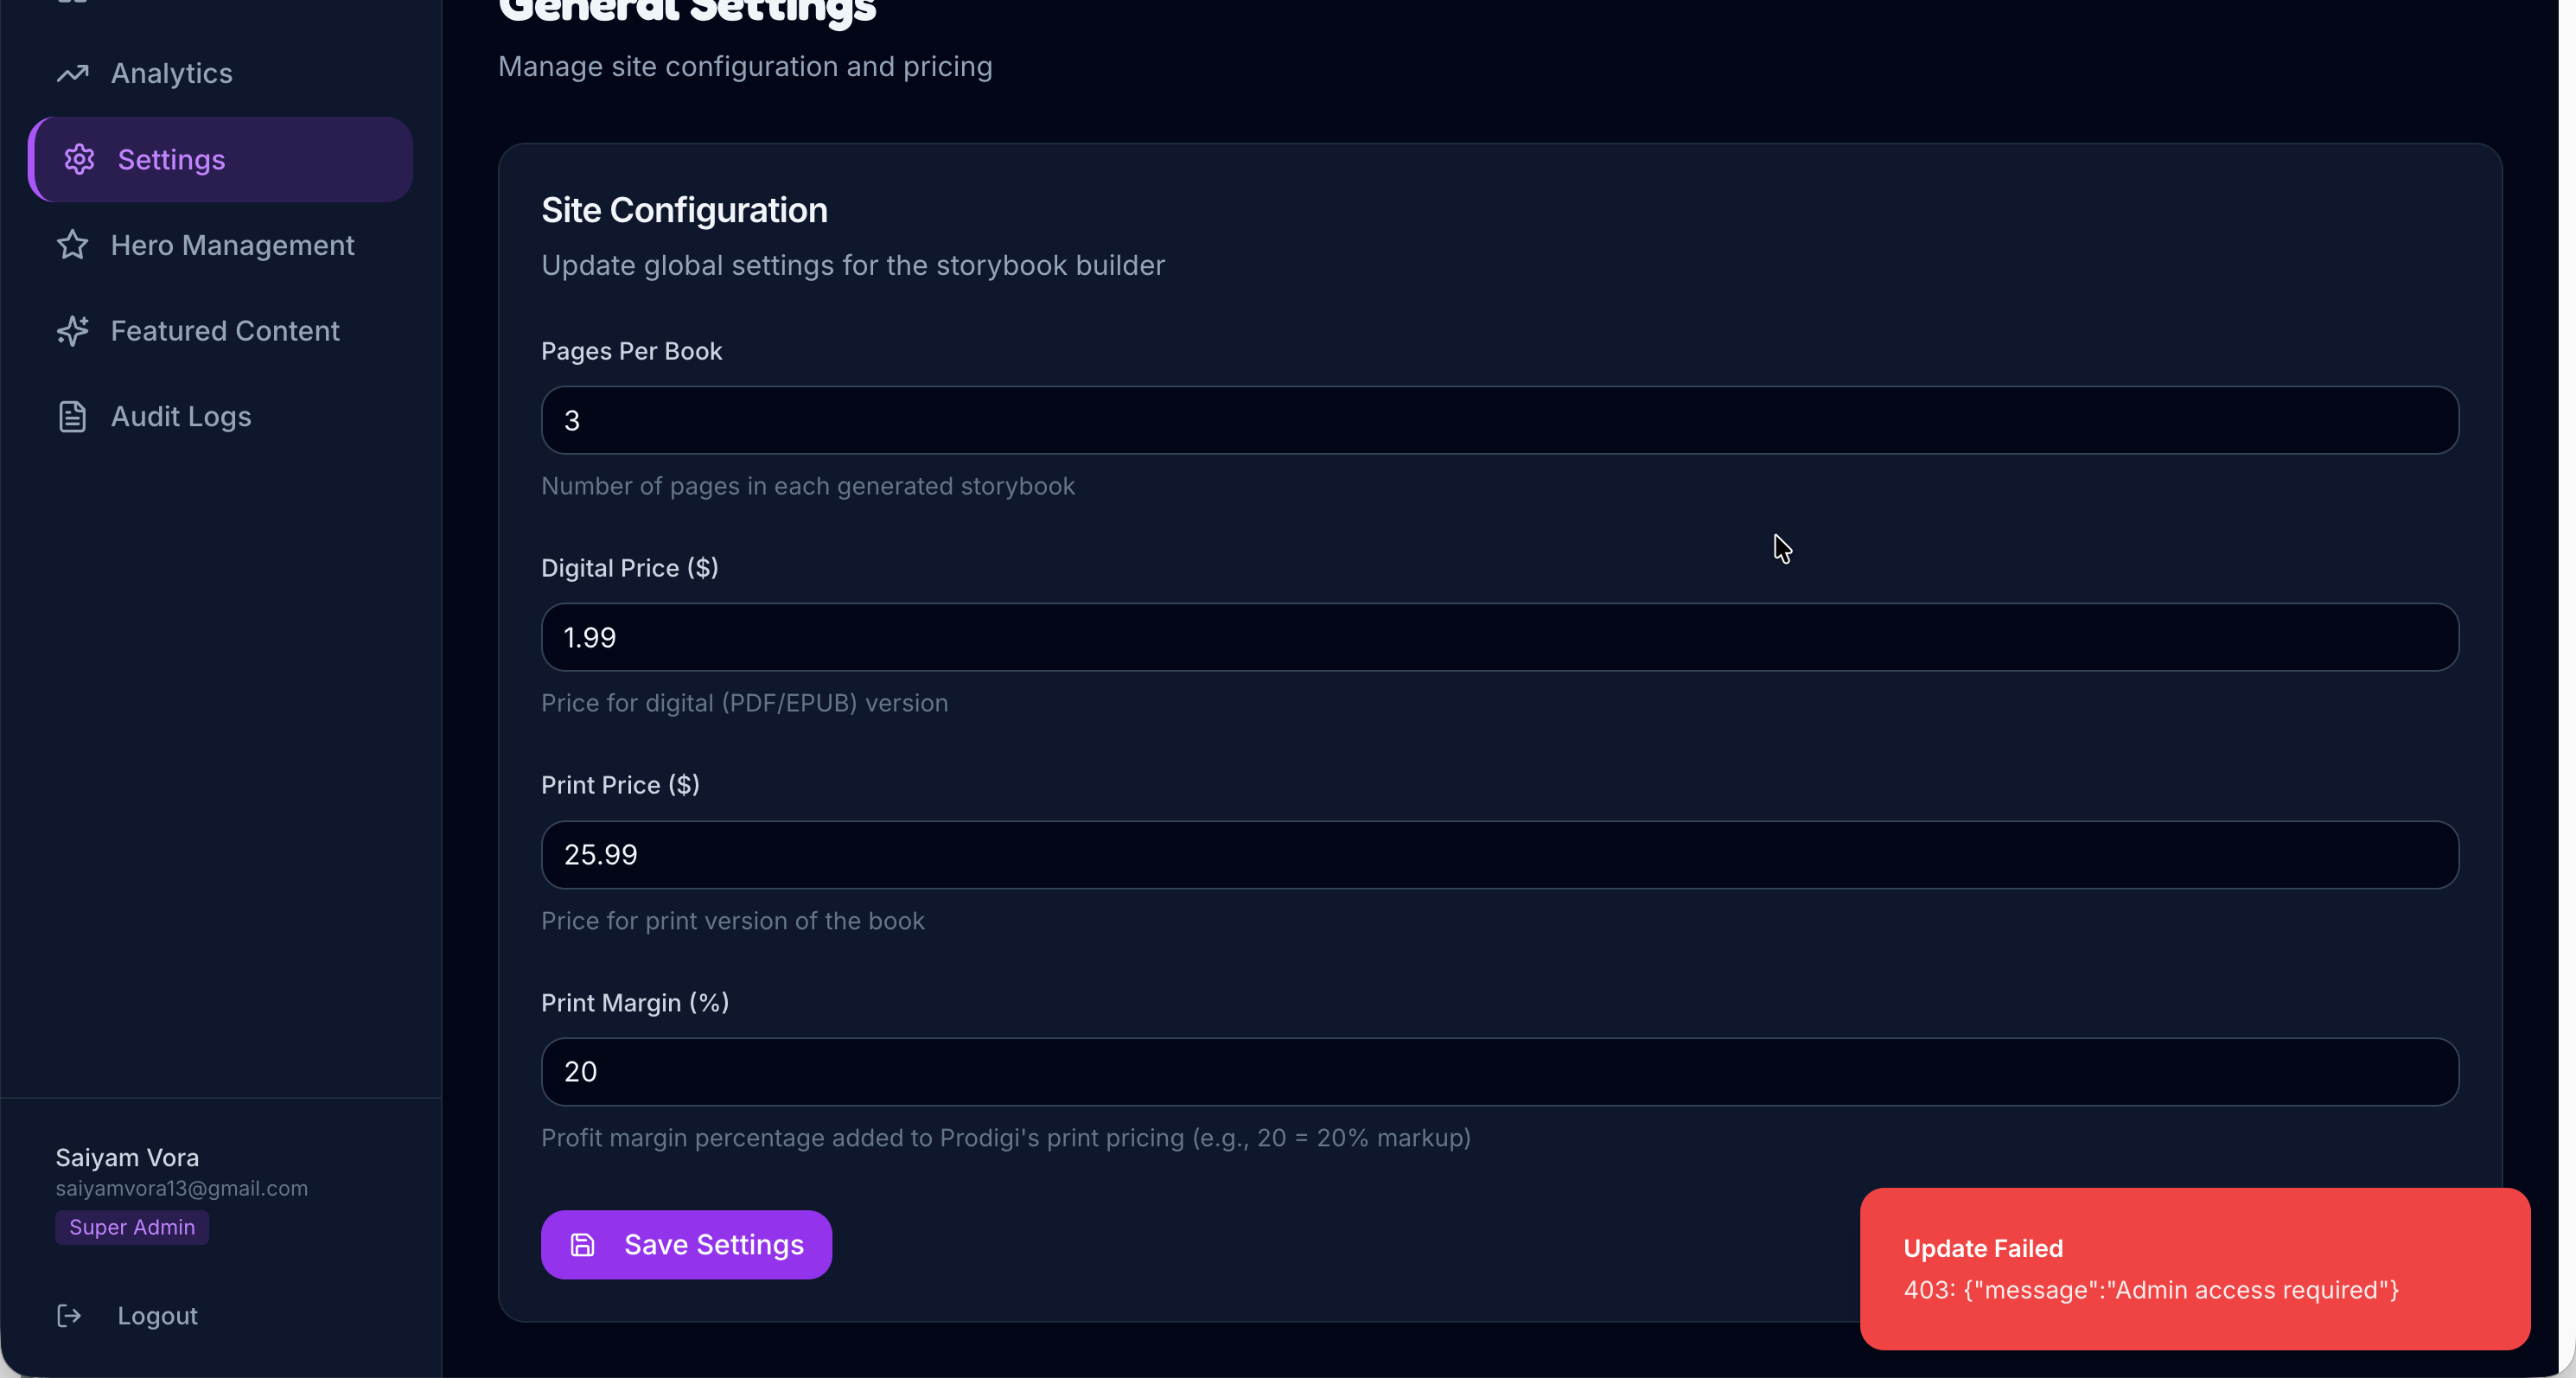 General Settings
Manage site configuration and pricing
Analytics
Settings
Hero Management
Featured Content
Audit Logs
Site Configuration
Update global settings for the storybook builder
Pages Per Book
3
Number of pages in each generated storybook
Digital Price ($)
1.99
Price for digital (PDF/EPUB) version
Print Price ($)
25.99
Price for print version of the book
Print Margin (%)
20
Profit margin percentage added to Prodigi's print pricing (e.g., 20 = 20% markup)
Save Settings
Saiyam Vora
saiyamvora13@gmail.com
Super Admin
Logout
Update Failed
403: {"message":"Admin access required"}